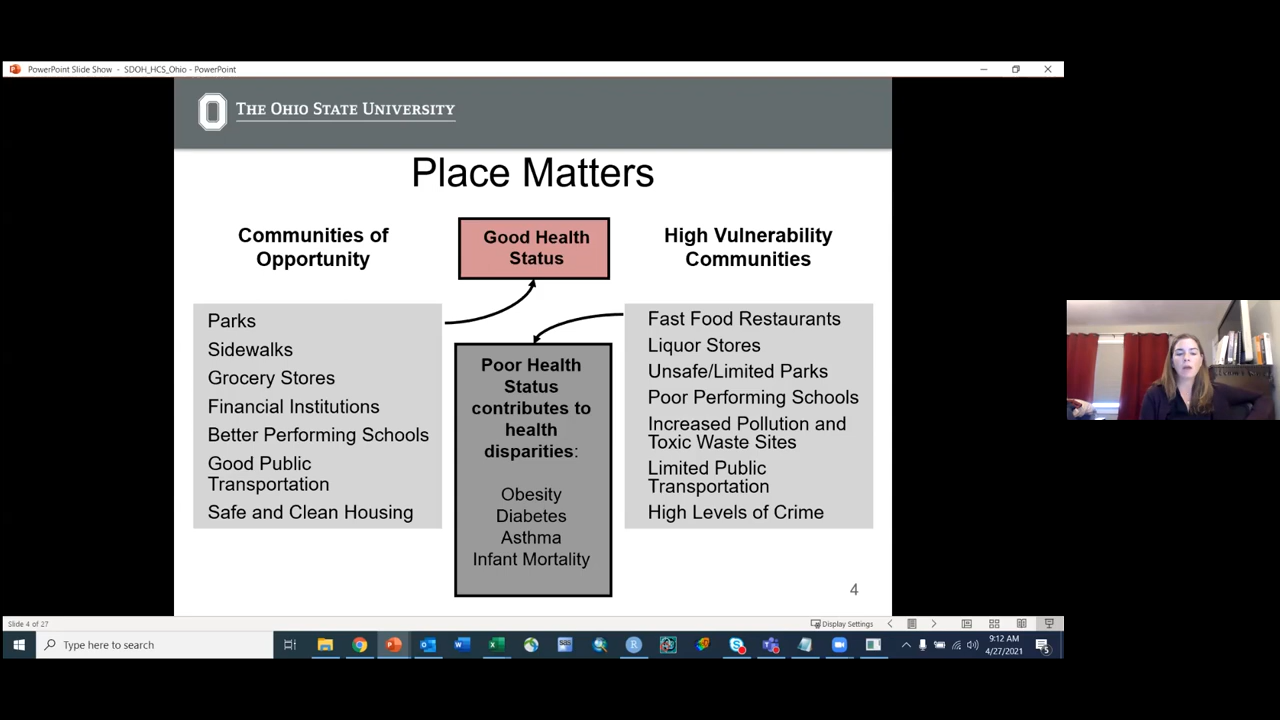 PowerPoint Slide Show - SDOH_HCS_Ohio - PowerPoint
THE OHIO STATE UNIVERSITY
Place Matters
Communities of
Opportunity
Good Health
Status
High Vulnerability
Communities
Parks
Sidewalks
Grocery Stores
Financial Institutions
Better Performing Schools
Good Public
Transportation
Safe and Clean Housing
Poor Health
Status
contributes to
health
disparities:
Obesity
Diabetes
Asthma
Infant Mortality
Fast Food Restaurants
Liquor Stores
Unsafe/Limited Parks
Poor Performing Schools
Increased Pollution and
Toxic Waste Sites
Limited Public
Transportation
High Levels of Crime
4
Slide 4 of 27
Display Settings
Type here to search
9:12 AM
4/27/2021